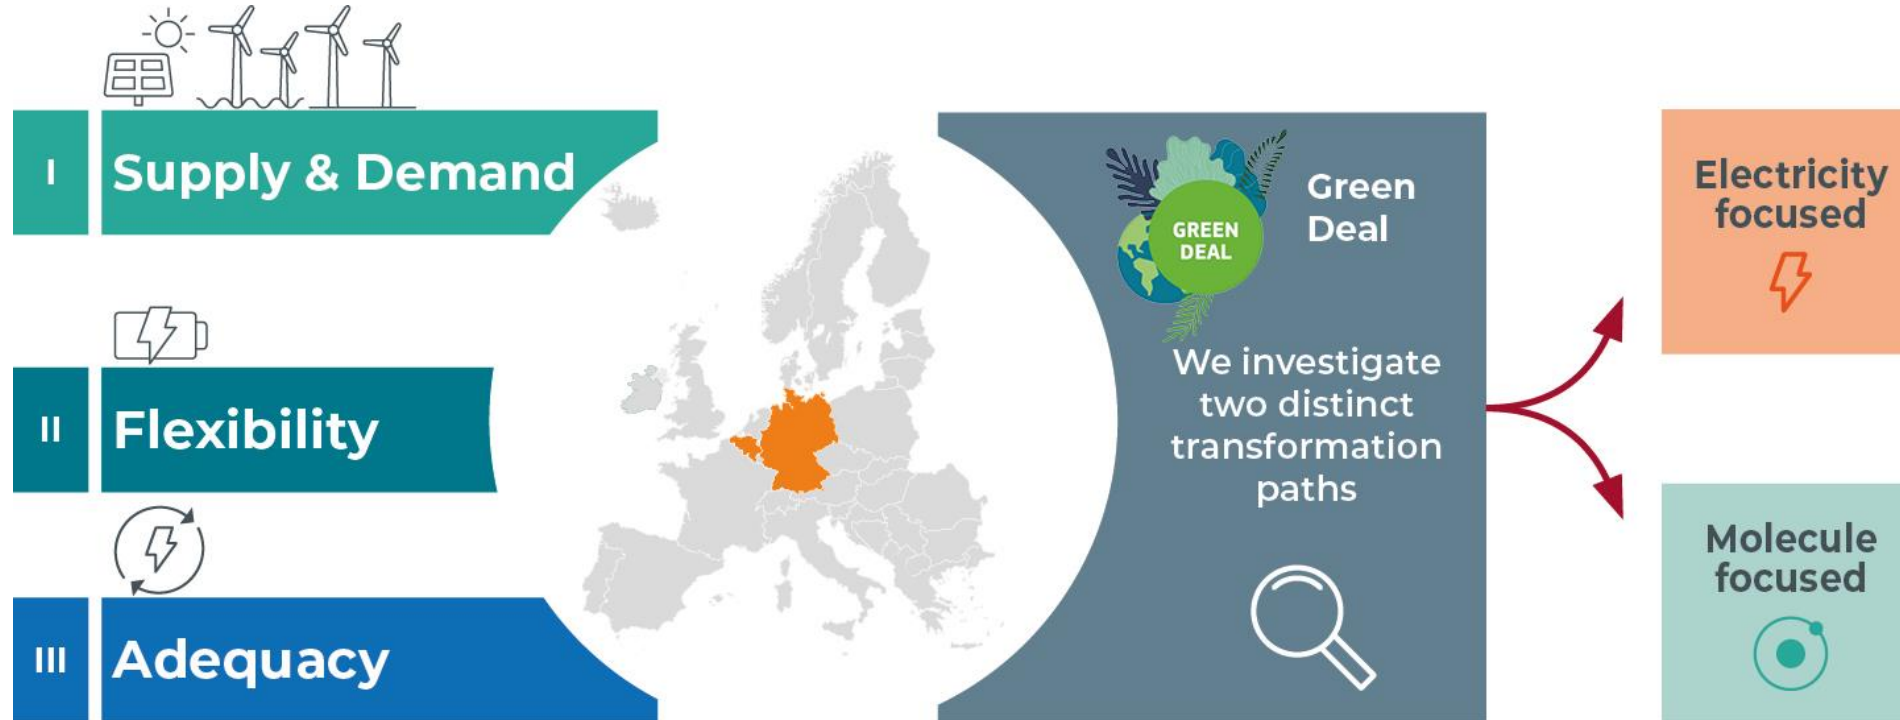 I
Supply & Demand
II
Flexibility
III
Adequacy
GREEN
DEAL
Green
Deal
We investigate
two distinct
transformation
paths
Electricity
focused
Molecule
focused